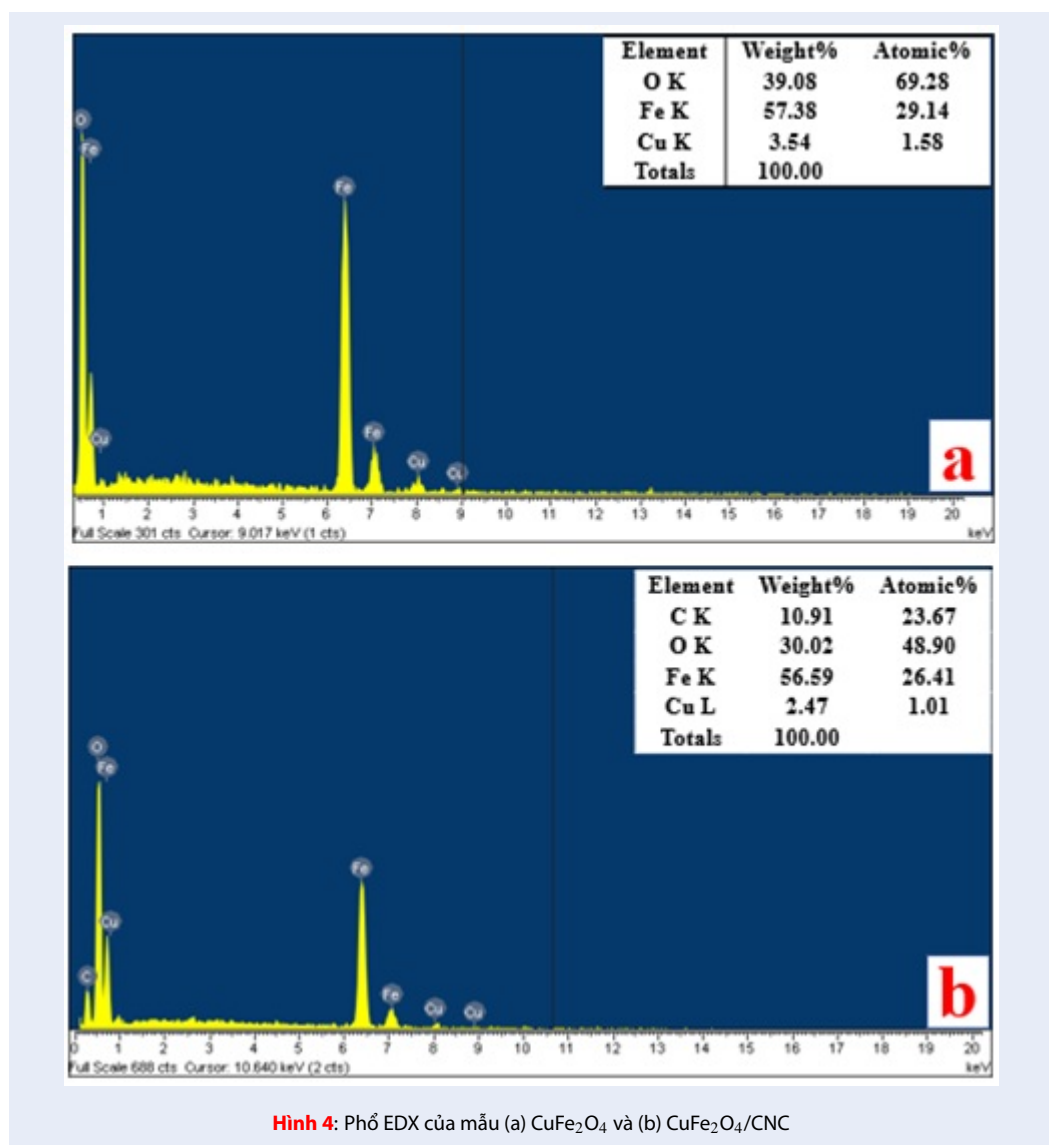 Element Weight% Atomic%
O K 39.08 69.28
Fe K 57.38 29.14
Cu K 3.54 1.58
Totals 100.00
O
Fe
Cu
Fe
Fe
Cu
Cu
a
1 2 3 4 5 6 7 8 9 10 11 12 13 14 15 16 17 18 19 20
Full Scale 301 cts Cursor: 9.017 keV (1 cts) keV
Element Weight% Atomic%
C K 10.91 23.67
O K 30.02 48.90
Fe K 56.59 26.41
Cu L 2.47 1.01
Totals 100.00
O
Fe
Cu
C
Fe
Fe
Cu
Cu
b
0 1 2 3 4 5 6 7 8 9 10 11 12 13 14 15 16 17 18 19 20
Full Scale 688 cts Cursor: 10.640 keV (2 cts) keV
Hình 4: Phổ EDX của mẫu (a) CuFe₂O₄ và (b) CuFe₂O₄/CNC